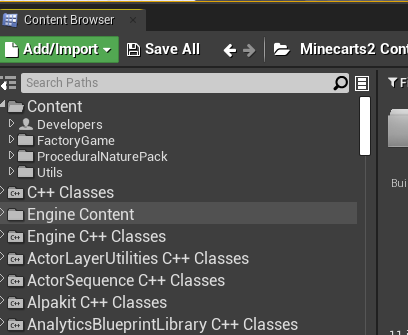 Content Browser
Add/Import Save All Minecarts2 Cont
Search Paths
Content
Developers
FactoryGame
ProceduralNaturePack
Utils
C++ Classes
Engine Content
Engine C++ Classes
ActorLayerUtilities C++ Classes
ActorSequence C++ Classes
Alpakit C++ Classes
AnalyticsBlueprintLibrary C++ Classes
Fi
Bui